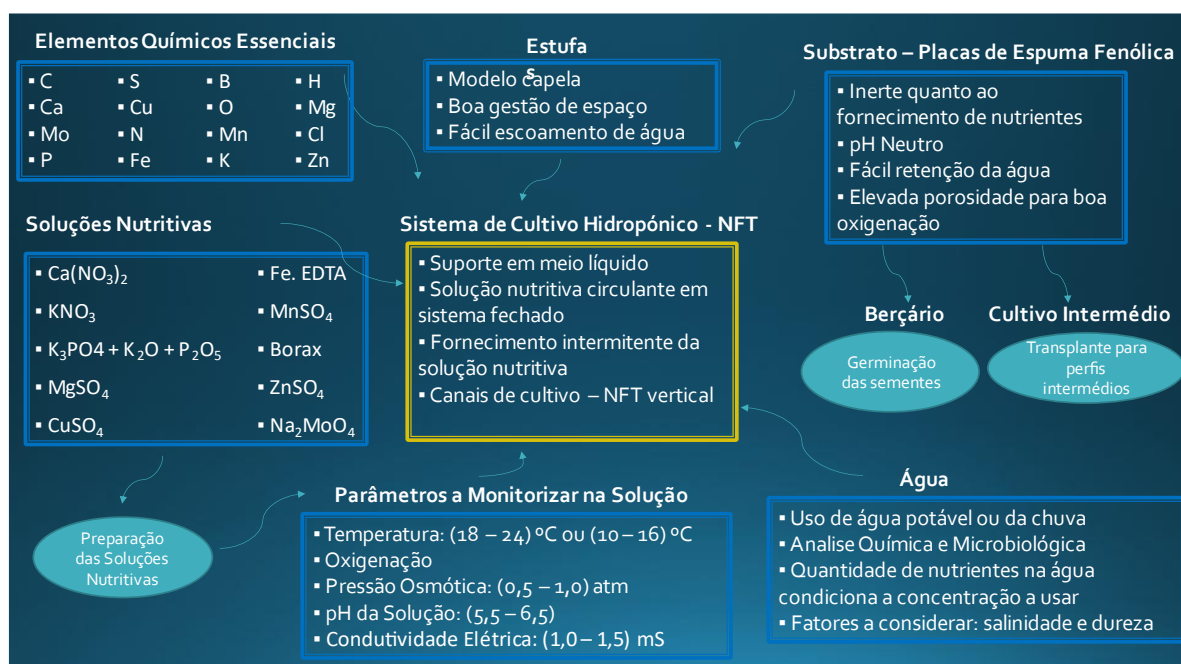 Elementos Químicos Essenciais
▪ C ▪ S ▪ B ▪ H
▪ Ca ▪ Cu ▪ O ▪ Mg
▪ Mo ▪ N ▪ Mn ▪ Cl
▪ P ▪ Fe ▪ K ▪ Zn
Estufa
s
▪ Modelo capela
▪ Boa gestão de espaço
▪ Fácil escoamento de água
Substrato – Placas de Espuma Fenólica
▪ Inerte quanto ao
fornecimento de nutrientes
▪ pH Neutro
▪ Fácil retenção da água
▪ Elevada porosidade para boa
oxigenação
Soluções Nutritivas
▪ Ca(NO₃)₂ ▪ Fe. EDTA
▪ KNO₃ ▪ MnSO₄
▪ K₃PO4 + K₂O + P₂O₅ ▪ Borax
▪ MgSO₄ ▪ ZnSO₄
▪ CuSO₄ ▪ Na₂MoO₄
Sistema de Cultivo Hidropónico - NFT
▪ Suporte em meio líquido
▪ Solução nutritiva circulante em
sistema fechado
▪ Fornecimento intermitente da
solução nutritiva
▪ Canais de cultivo – NFT vertical
Berçário
Germinação
das sementes
Cultivo Intermédio
Transplante para
perfis
intermédios
Preparação
das Soluções
Nutritivas
Parâmetros a Monitorizar na Solução
▪ Temperatura: (18 – 24) ºC ou (10 – 16) ºC
▪ Oxigenação
▪ Pressão Osmótica: (0,5 – 1,0) atm
▪ pH da Solução: (5,5 – 6,5)
▪ Condutividade Elétrica: (1,0 – 1,5) mS
Água
▪ Uso de água potável ou da chuva
▪ Analise Química e Microbiológica
▪ Quantidade de nutrientes na água
condiciona a concentração a usar
▪ Fatores a considerar: salinidade e dureza